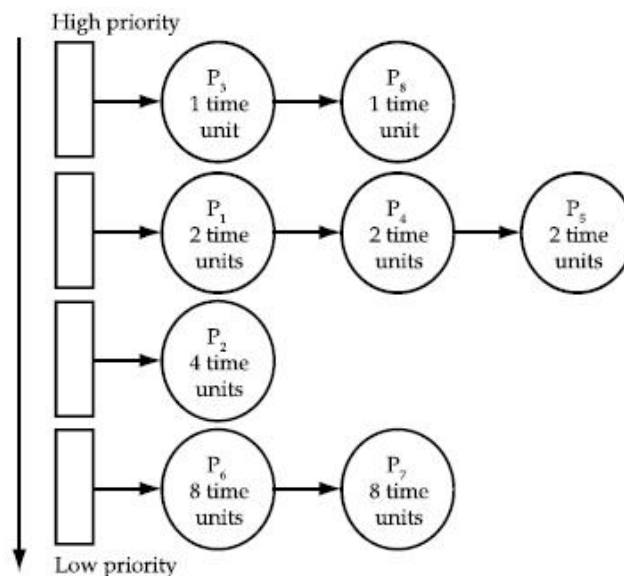 High priority
P₃
1 time
unit
P₈
1 time
unit
P₁
2 time
units
P₄
2 time
units
P₅
2 time
units
P₂
4 time
units
P₆
8 time
units
P₇
8 time
units
Low priority